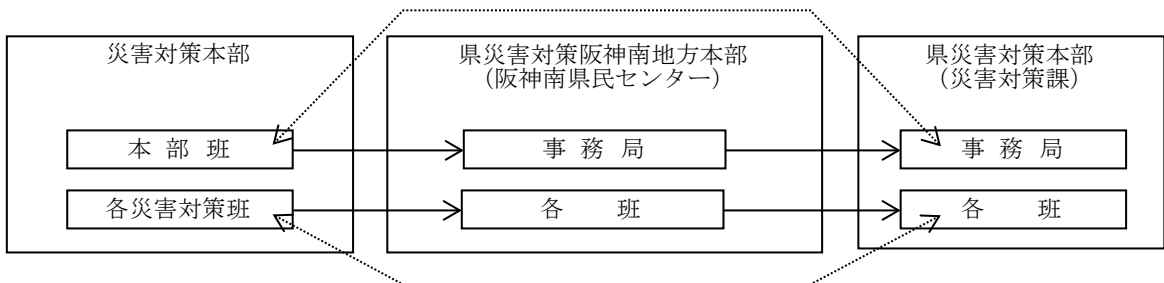 災害対策本部
本部班
各災害対策班
県災害対策阪神南地方本部
（阪神南県民センター）
事務局
各　　班
県災害対策本部
（災害対策課）
事務局
各　　班